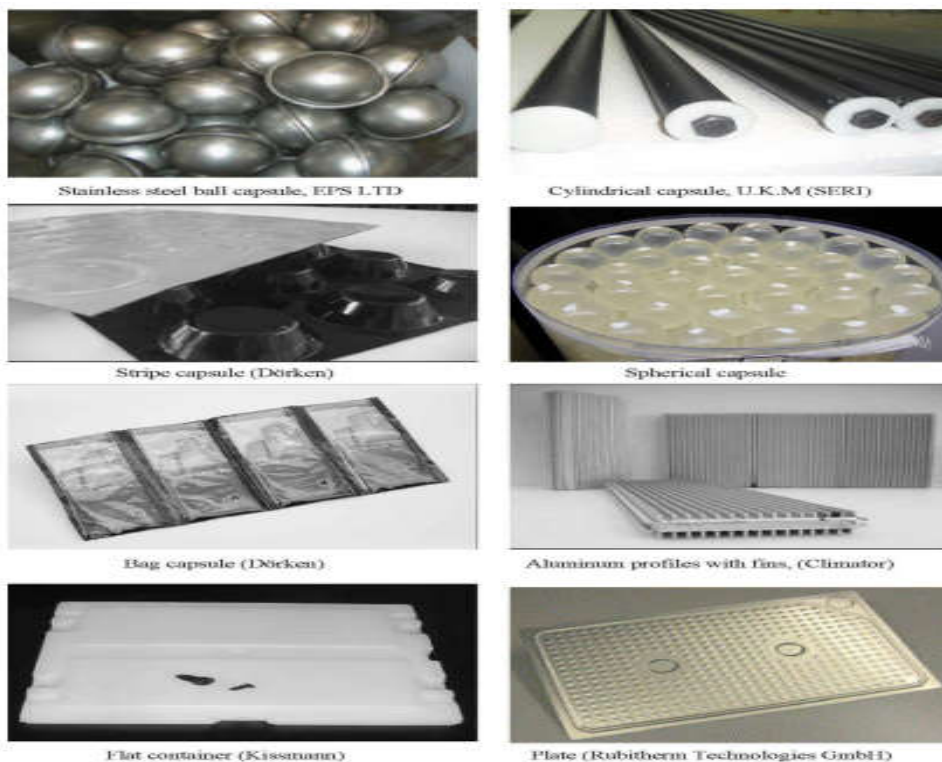 Stainless steel ball capsule, EPS LTD
Cylindrical capsule, U.K.M (SERI)
Stripe capsule (Dörken)
Spherical capsule
Bag capsule (Dörken)
Aluminum profiles with fins, (Climator)
Flat container (Kissmann)
Plate (Rubitherm Technologies GmbH)